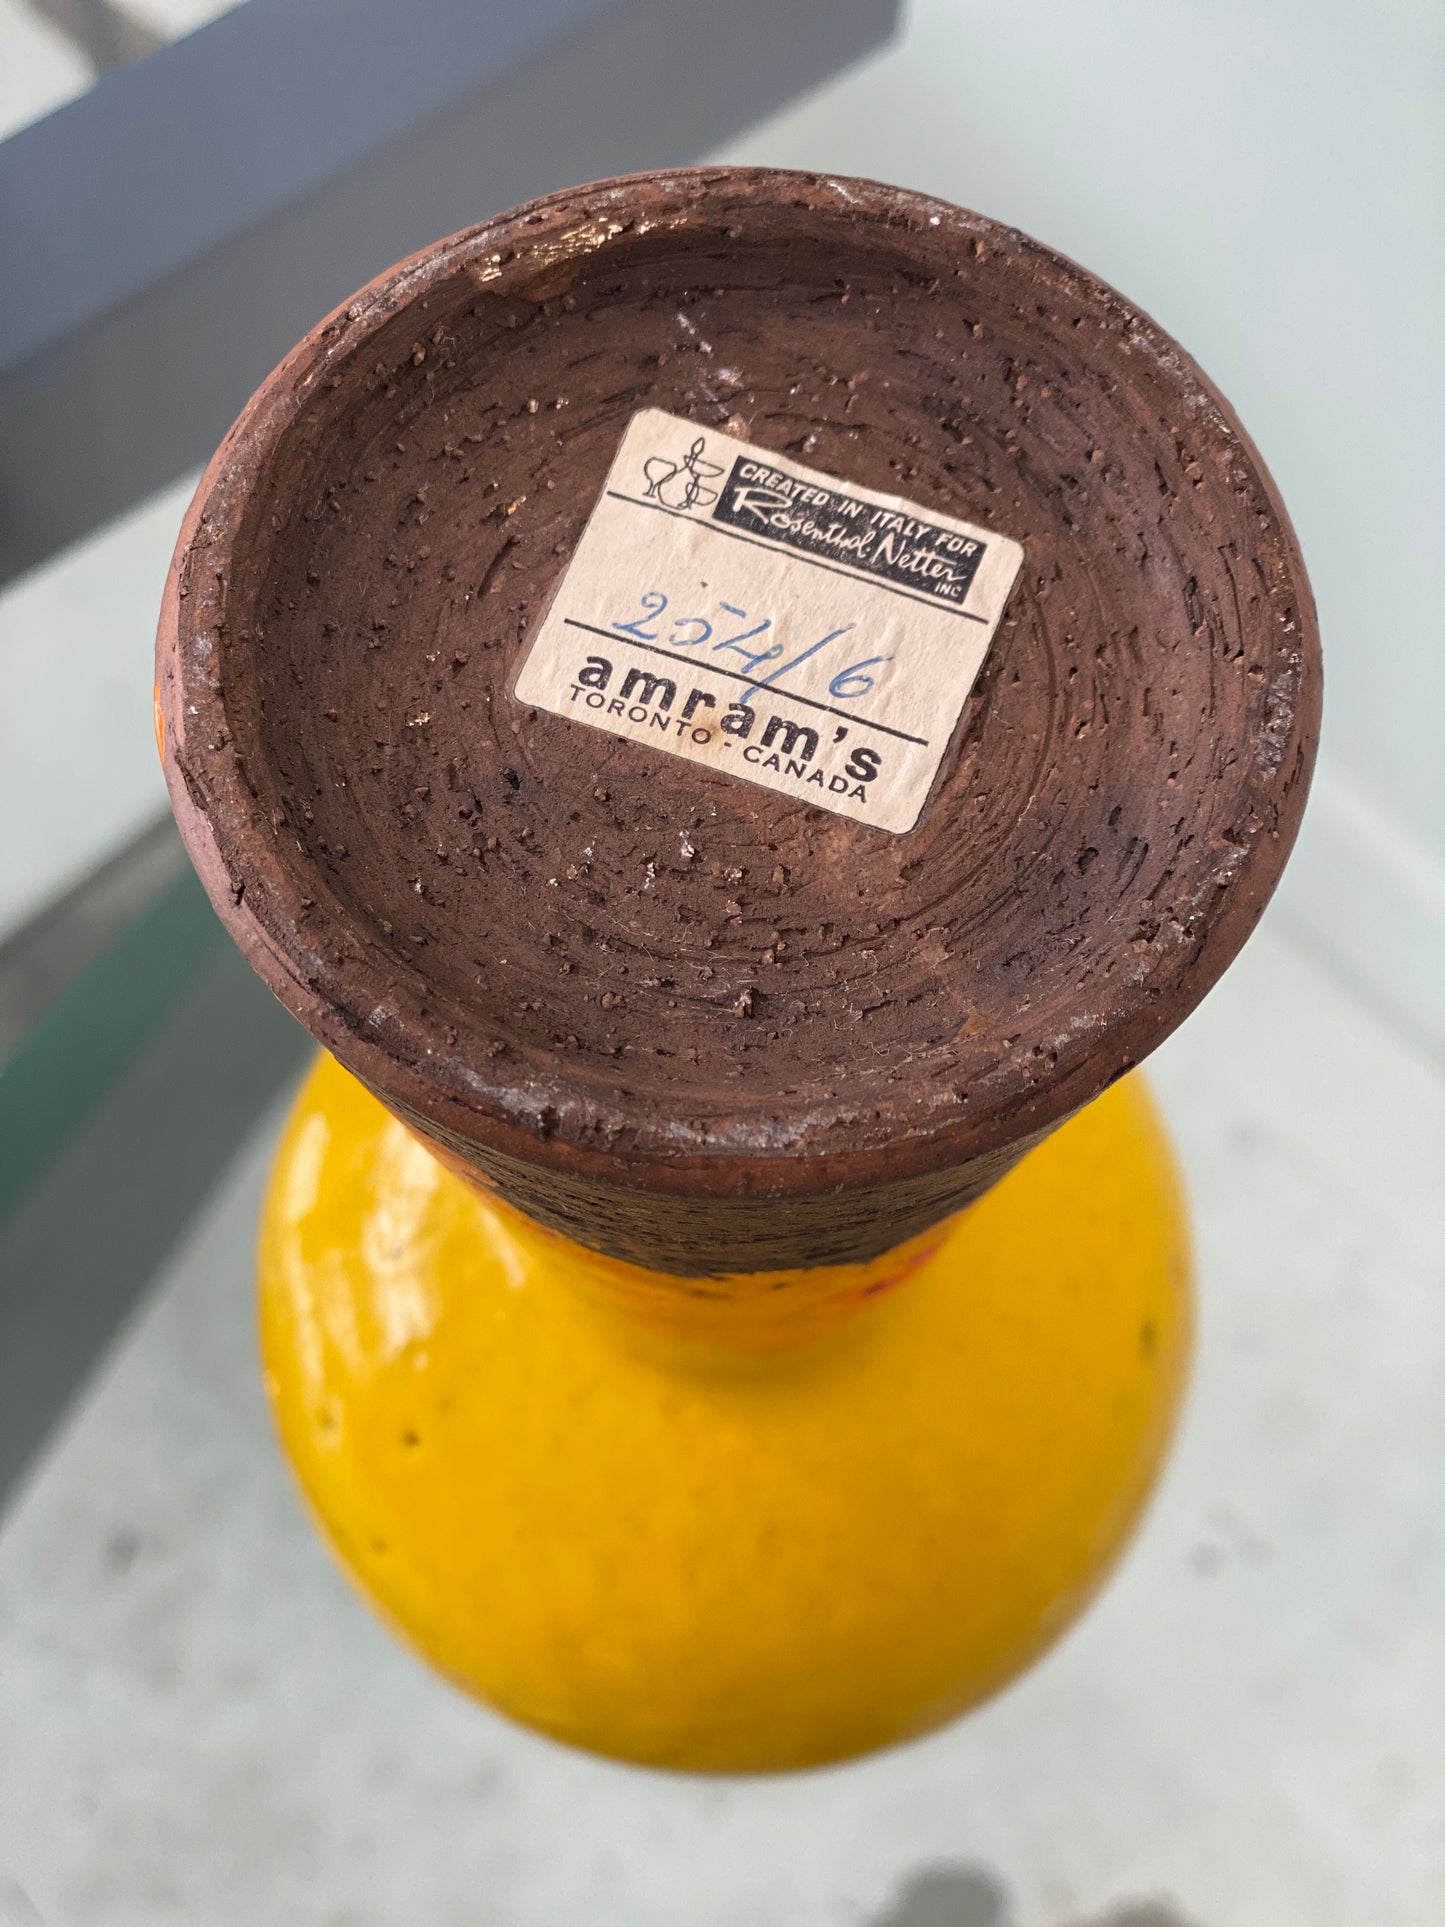 CREATED IN ITALY FOR
Rosenthal-Netter
INC
254/6
amram's
TORONTO - CANADA